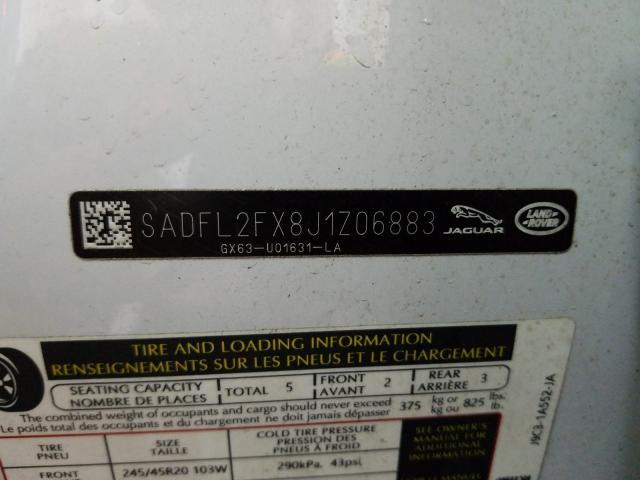 SADFL2FX8J1Z06883
GX63-U01631-LA
JAGUAR
LAND-
ROVER
TIRE AND LOADING INFORMATION
RENSEIGNEMENTS SUR LES PNEUS ET LE CHARGEMENT
SEATING CAPACITY TOTAL 5 FRONT 2 REAR 3
NOMBRE DE PLACES AVANT ARRIÈRE
The combined weight of occupants and cargo should never exceed 375 kg or 825 lbs.
Le poids total des occupants et du chargement ne doit jamais dépasser kg ou lb.
TIRE SIZE COLD TIRE PRESSURE
PNEU TAILLE PRESSION DES PNEUS À FROID
FRONT 245/45R20 103W 290kPa, 43psi
SEE OWNER'S
MANUAL FOR
ADDITIONAL
INFORMATION
J9C3-1A552-JA